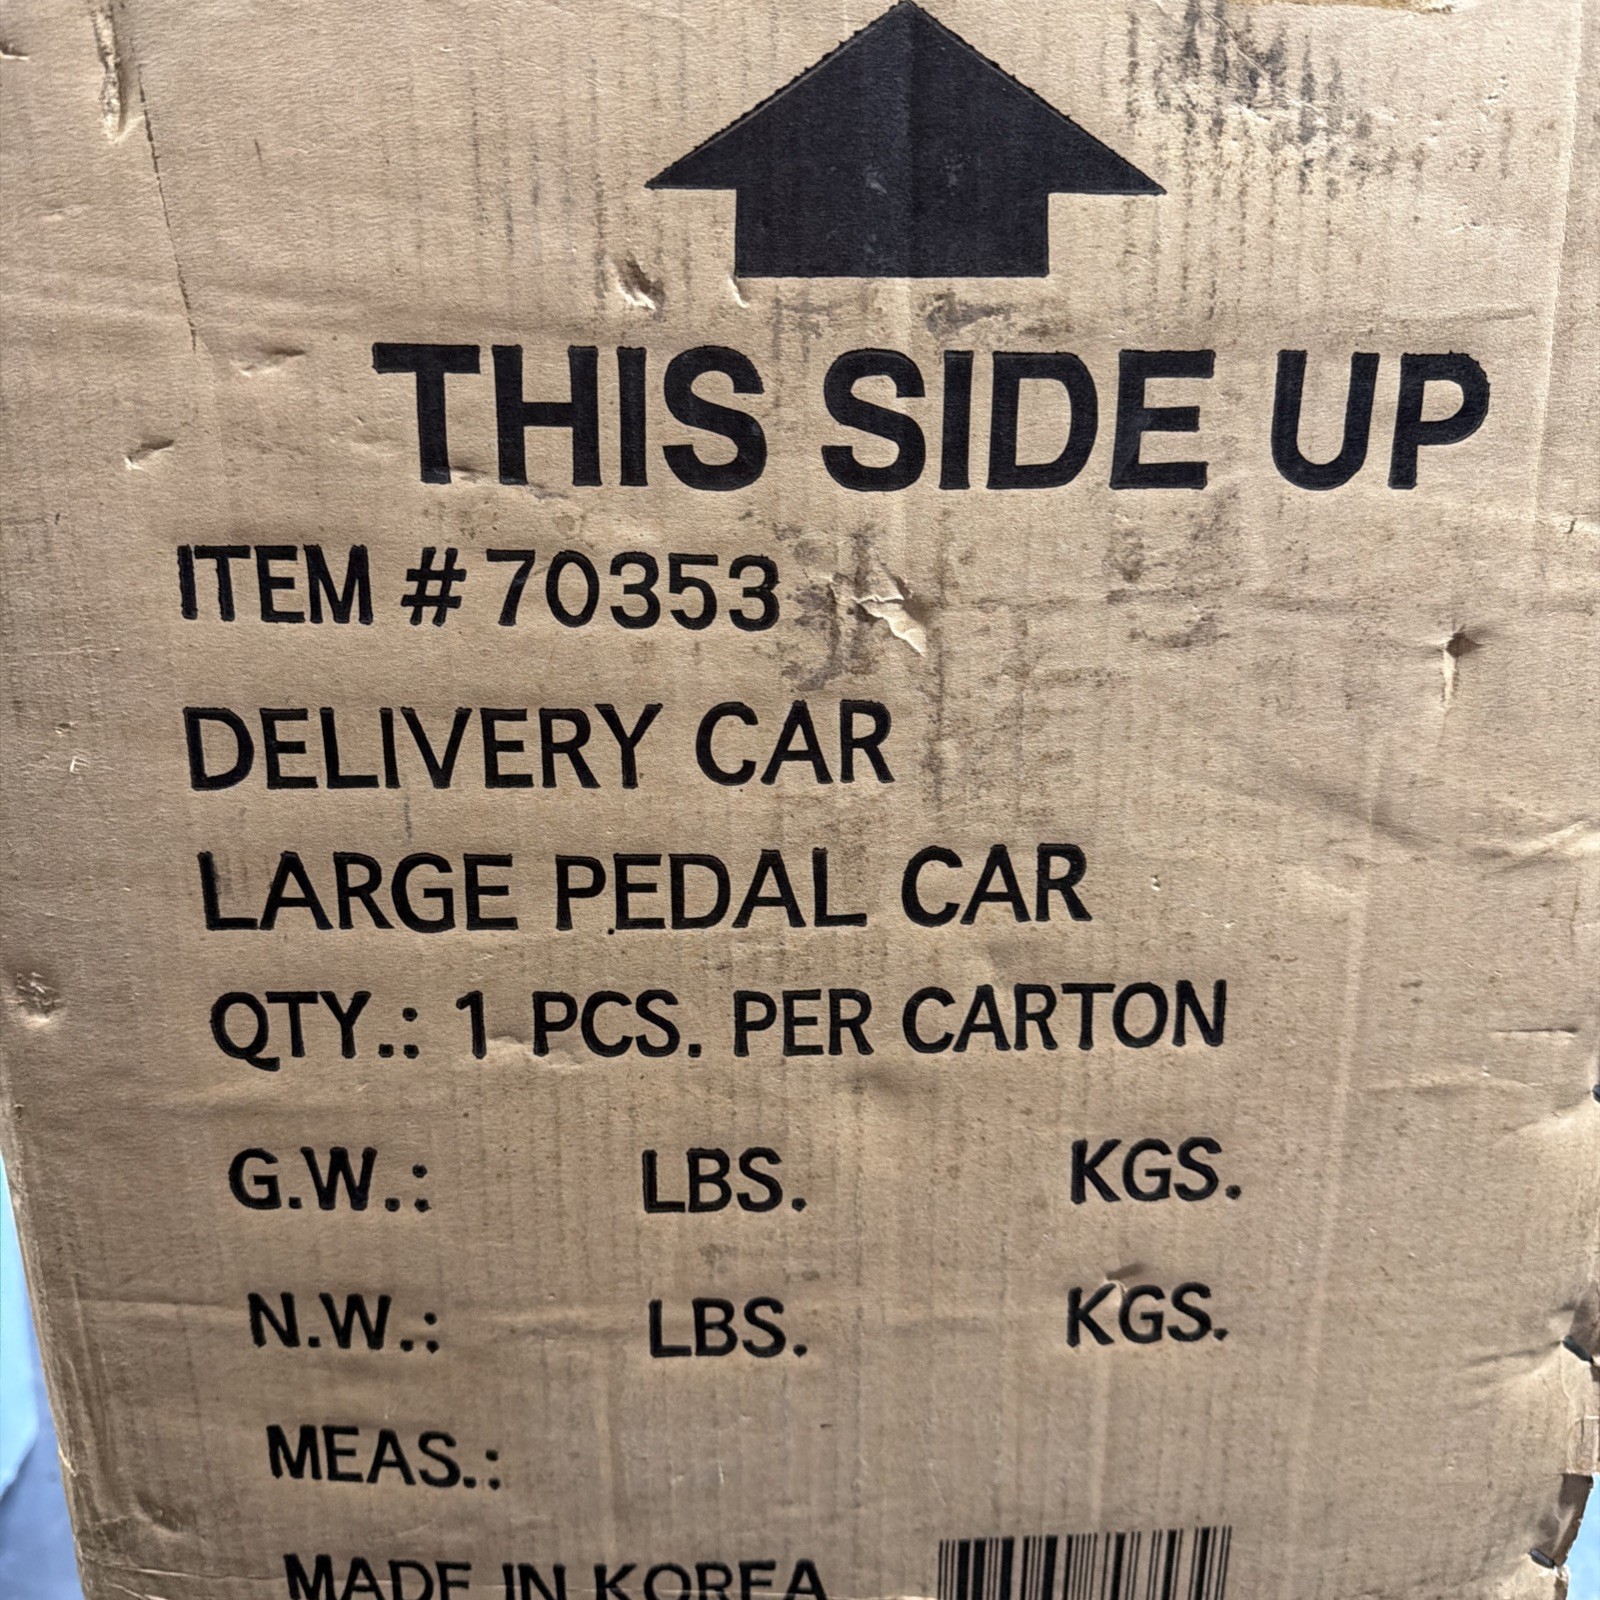 THIS SIDE UP
ITEM # 70353
DELIVERY CAR
LARGE PEDAL CAR
QTY.: 1 PCS. PER CARTON
G.W.: LBS. KGS.
N.W.: LBS. KGS.
MEAS.:
MADE IN KOREA